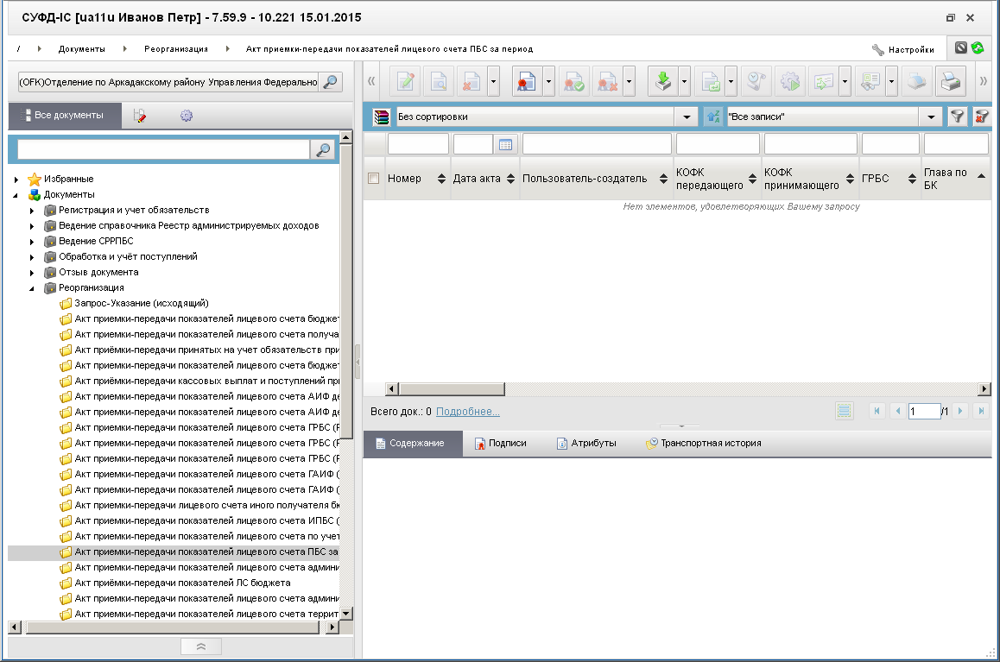 СУФД-IC [ua11u Иванов Петр] - 7.59.9 - 10.221 15.01.2015
/ Документы Реорганизация Акт приемки-передачи показателей лицевого счета ПБС за период
Настройки
(OFK)Отделение по Аркадакскому району Управления Федерально
Все документы
Без сортировки
"Все записи"
Номер
Дата акта
Пользователь-создатель
КОФК
передающего
КОФК
принимающего
ГРБС
Глава по
БК
Нет элементов, удовлетворяющих Вашему запросу
Избранные
Документы
Регистрация и учет обязательств
Ведение справочника Реестр администрируемых доходов
Ведение СРРПБС
Обработка и учёт поступлений
Отзыв документа
Реорганизация
Запрос-Указание (исходящий)
Акт приемки-передачи показателей лицевого счета бюджет
Акт приемки-передачи показателей лицевого счета получа
Акт приёмки-передачи принятых на учет обязательств при
Акт приемки-передачи показателей лицевого счета бюджет
Акт приёмки-передачи кассовых выплат и поступлений пр
Акт приемки-передачи показателей лицевого счета АИФ де
Акт приемки-передачи показателей лицевого счета АИФ де
Акт приемки-передачи показателей лицевого счета ГРБС (
Акт приемки-передачи показателей лицевого счета ГРБС (
Акт приемки-передачи показателей лицевого счета ГРБС (
Акт приемки-передачи показателей лицевого счета ГАИФ (
Акт приемки-передачи показателей лицевого счета ГАИФ (
Акт приемки-передачи лицевого счета иного получателя б
Акт приемки-передачи показателей лицевого счета ИПБС (
Акт приемки-передачи показателей лицевого счета по учет
Акт приемки-передачи показателей лицевого счета ПБС за
Акт приемки-передачи показателей лицевого счета админи
Акт приёмки-передачи показателей ЛС бюджета
Акт приемки-передачи показателей лицевого счета админи
Акт приемки-передачи показателей лицевого счета террит
Всего док.: 0 Подробнее...
1 /1
Содержание
Подписи
Атрибуты
Транспортная история